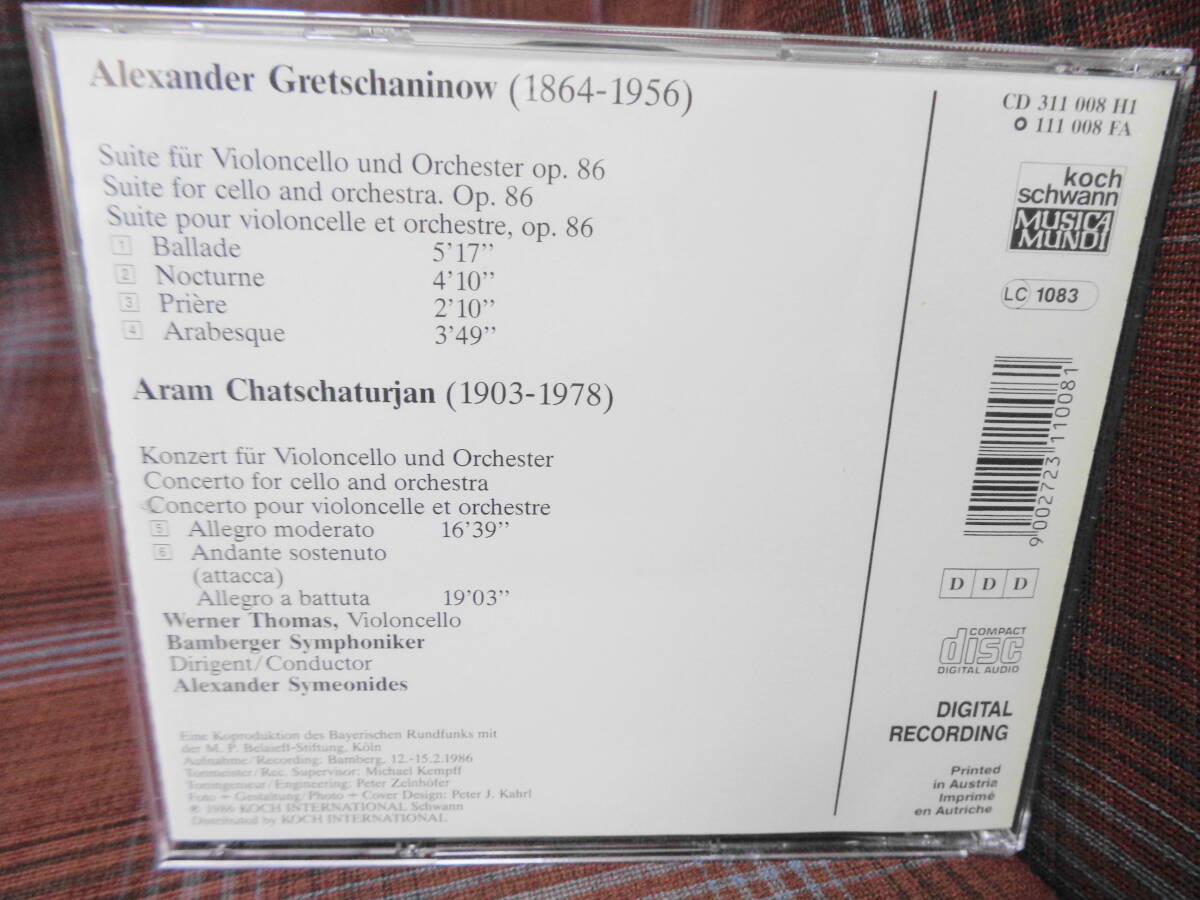 Alexander Gretschaninow (1864-1956)
Suite für Violoncello und Orchester op. 86
Suite for cello and orchestra. Op. 86
Suite pour violoncelle et orchestre, op. 86
1 Ballade 5’17”
2 Nocturne 4’10”
3 Prière 2’10”
4 Arabesque 3’49”
Aram Chatschaturjan (1903-1978)
Konzert für Violoncello und Orchester
Concerto for cello and orchestra
Concerto pour violoncelle et orchestre
5 Allegro moderato 16’39”
6 Andante sostenuto
(attacca)
Allegro a battuta 19’03”
Werner Thomas, Violoncello
Bamberger Symphoniker
Dirigent/Conductor
Alexander Symeonides
Eine Koproduktion des Bayerischen Rundfunks mit
der M. P. Belaieff-Stiftung, Köln
Aufnahme/Recording: Bamberg, 12.-15.2.1986
Tonmeister/Rec. Supervisor: Michael Kempff
Toningenieur/Engineering: Peter Zeinhofer
Foto + Gestaltung/Photo + Cover Design: Peter J. Kahrl
℗ 1986 KOCH INTERNATIONAL Schwann
Distributed by KOCH INTERNATIONAL
CD 311 008 H1
111 008 FA
koch
schwann
MUSICA
MUNDI
LC 1083
9 002723 110081
D D D
COMPACT
disc
DIGITAL AUDIO
DIGITAL
RECORDING
Printed
in Austria
Imprimé
en Autriche